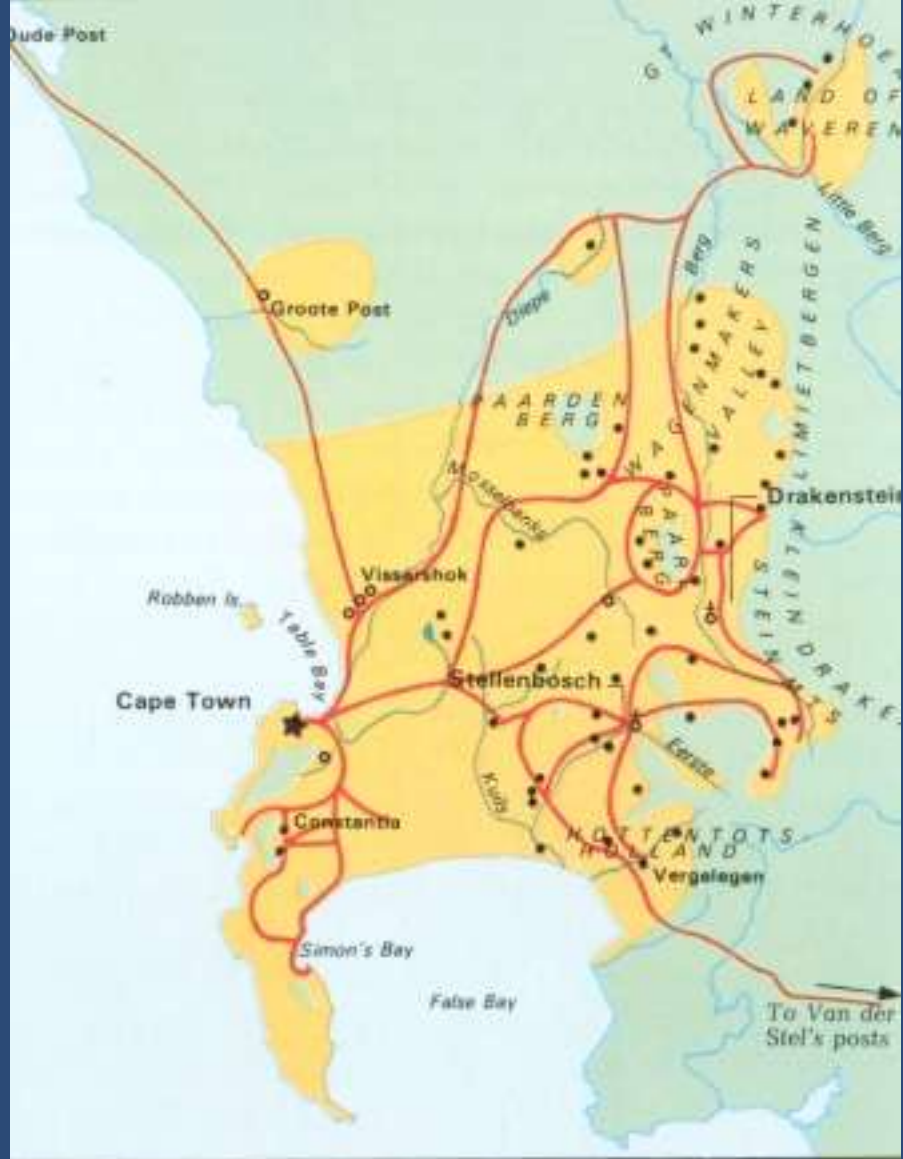 Oude Post
WINTERHOEK
LAND OF
WAVEREN
Little Berg
Groote Post
Diepe
Berg
WAGENMAKERS
VALLEY
KLEIN LIMIETBERGEN
PAARDEN
BERG
Mosselbanks
PAARL
BERG
Drakenstein
Vissershok
Robben Is.
Table Bay
Cape Town
Stellenbosch
DRAKENSTEIN MTS
Eerste
Kuils
Constantia
HOTTENTOTS-
HOLLAND
Vergelegen
Simon's Bay
False Bay
To Van der
Stel's posts